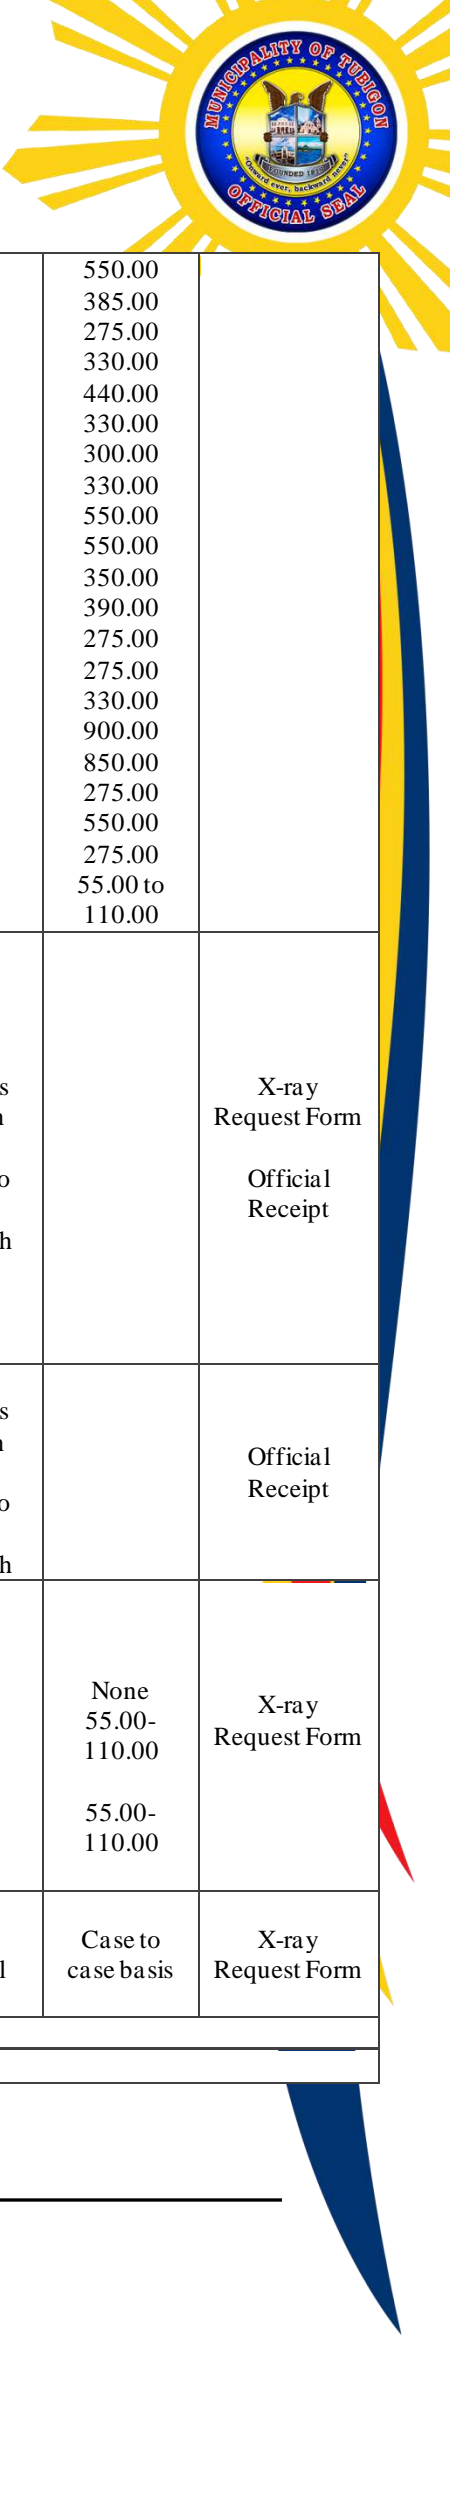 MUNICIPALITY OF TUBIGON
"Onward ever, backward never"
OFFICIAL SEAL
550.00
385.00
275.00
330.00
440.00
330.00
300.00
330.00
550.00
550.00
350.00
390.00
275.00
275.00
330.00
900.00
850.00
275.00
550.00
275.00
55.00 to
110.00
s
X-ray
Request Form
o
Official
Receipt
h
s
Official
o
Receipt
h
None
55.00-
110.00
55.00-
110.00
X-ray
Request Form
Case to
case basis
X-ray
l
Request Form